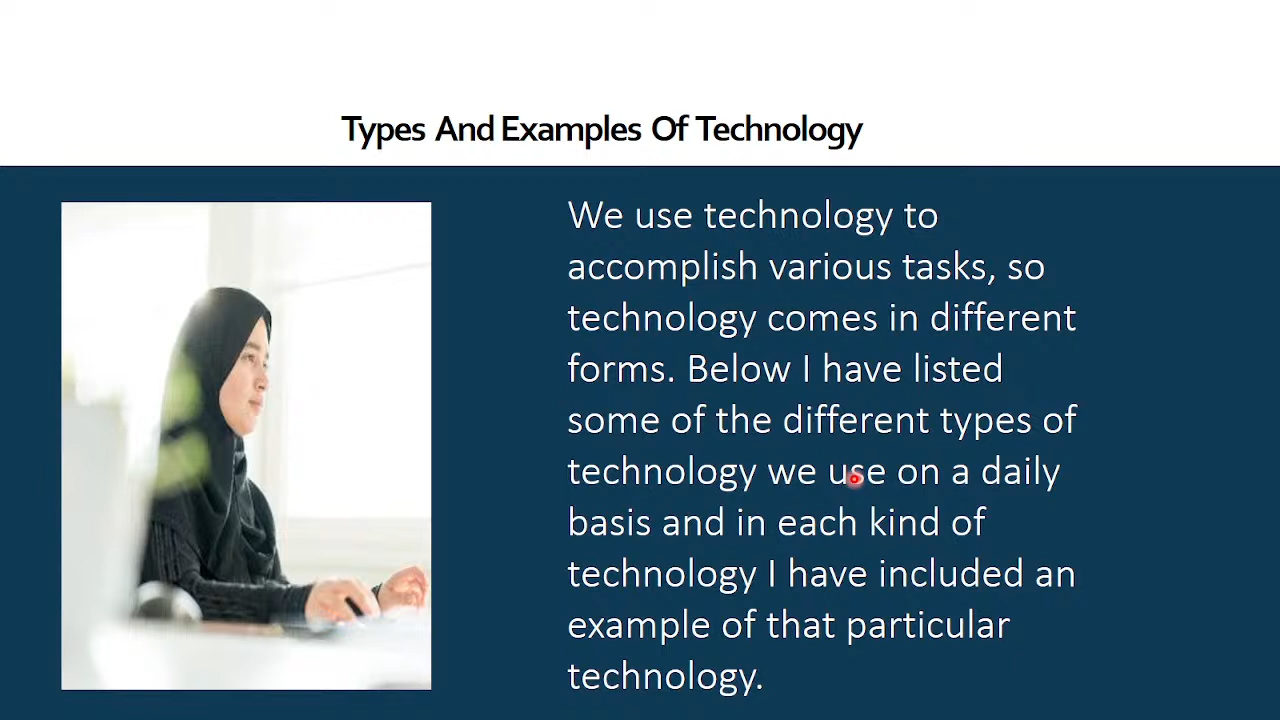 Types And Examples Of Technology
We use technology to
accomplish various tasks, so
technology comes in different
forms. Below I have listed
some of the different types of
technology we use on a daily
basis and in each kind of
technology I have included an
example of that particular
technology.